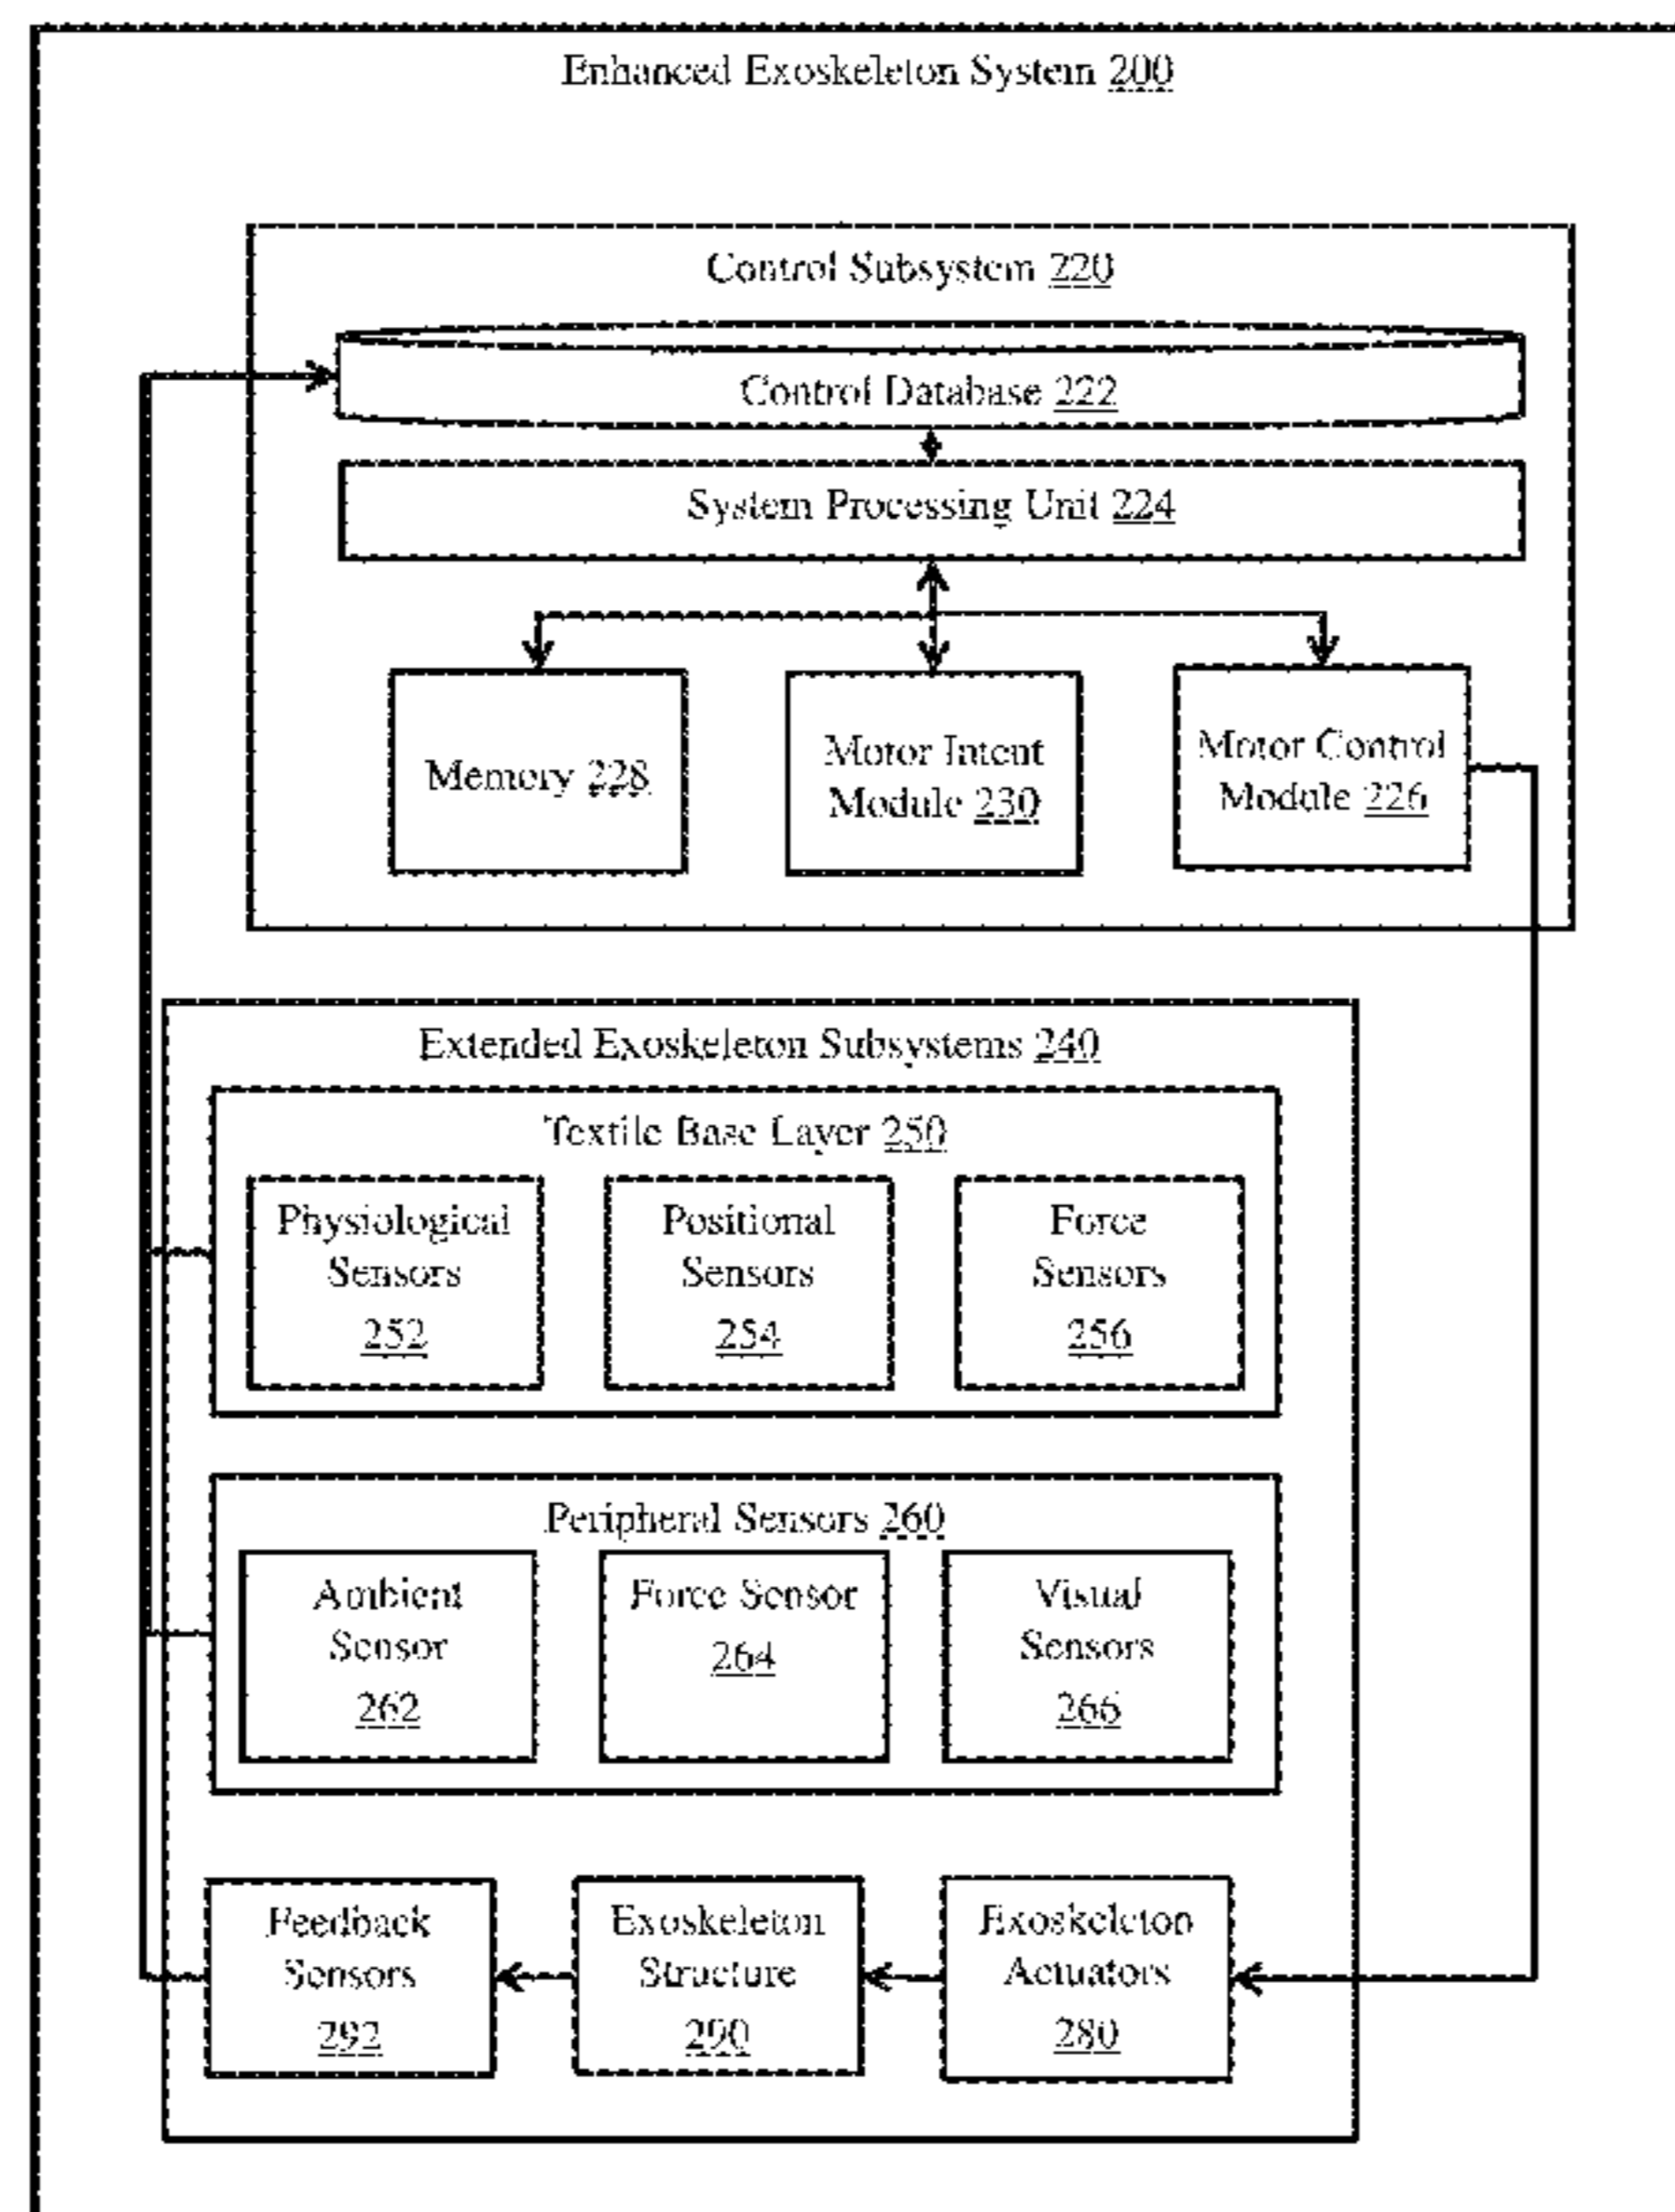 Enhanced Exoskeleton System 200
Control Subsystem 220
Control Database 222
System Processing Unit 224
Memory 228
Motor Intent
Module 230
Motor Control
Module 226
Extended Exoskeleton Subsystems 240
Textile Base Layer 250
Physiological
Sensors
252
Positional
Sensors
254
Force
Sensors
256
Peripheral Sensors 260
Ambient
Sensor
262
Force Sensor
264
Visual
Sensors
266
Feedback
Sensors
292
Exoskeleton
Structure
290
Exoskeleton
Actuators
280